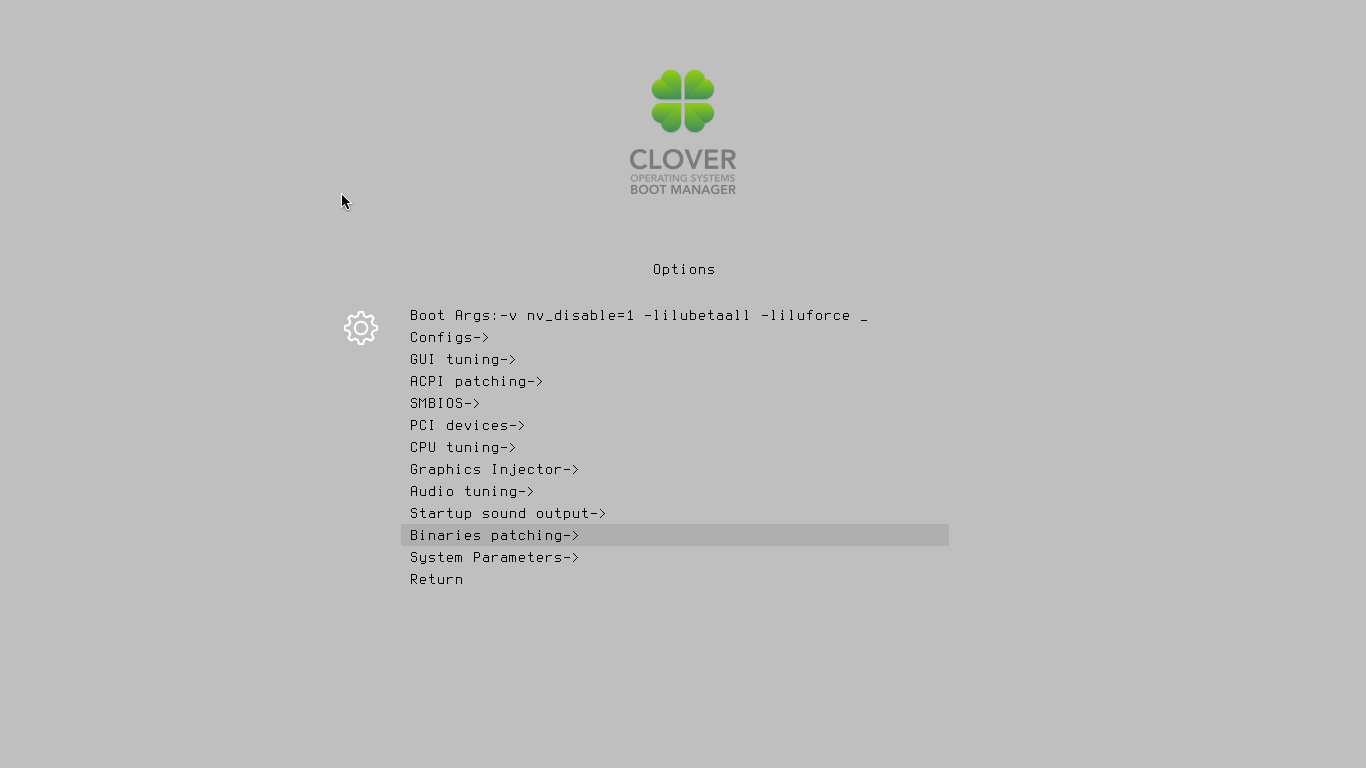 CLOVER
OPERATING SYSTEMS
BOOT MANAGER
Options
Boot Args:-v nv_disable=1 -lilubetaall -liluforce _
Configs->
GUI tuning->
ACPI patching->
SMBIOS->
PCI devices->
CPU tuning->
Graphics Injector->
Audio tuning->
Startup sound output->
Binaries patching->
System Parameters->
Return